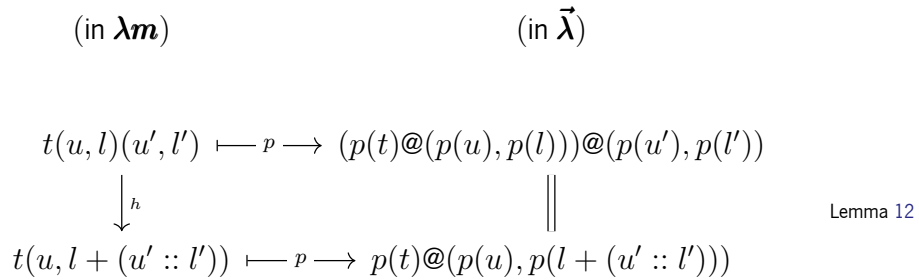 (in λm) (in λ⃗)
t(u, l)(u′, l′) ⟼ p ⟶ (p(t)@(p(u), p(l)))@(p(u′), p(l′))
h Lemma 12
t(u, l + (u′ :: l′)) ⟼ p ⟶ p(t)@(p(u), p(l + (u′ :: l′)))